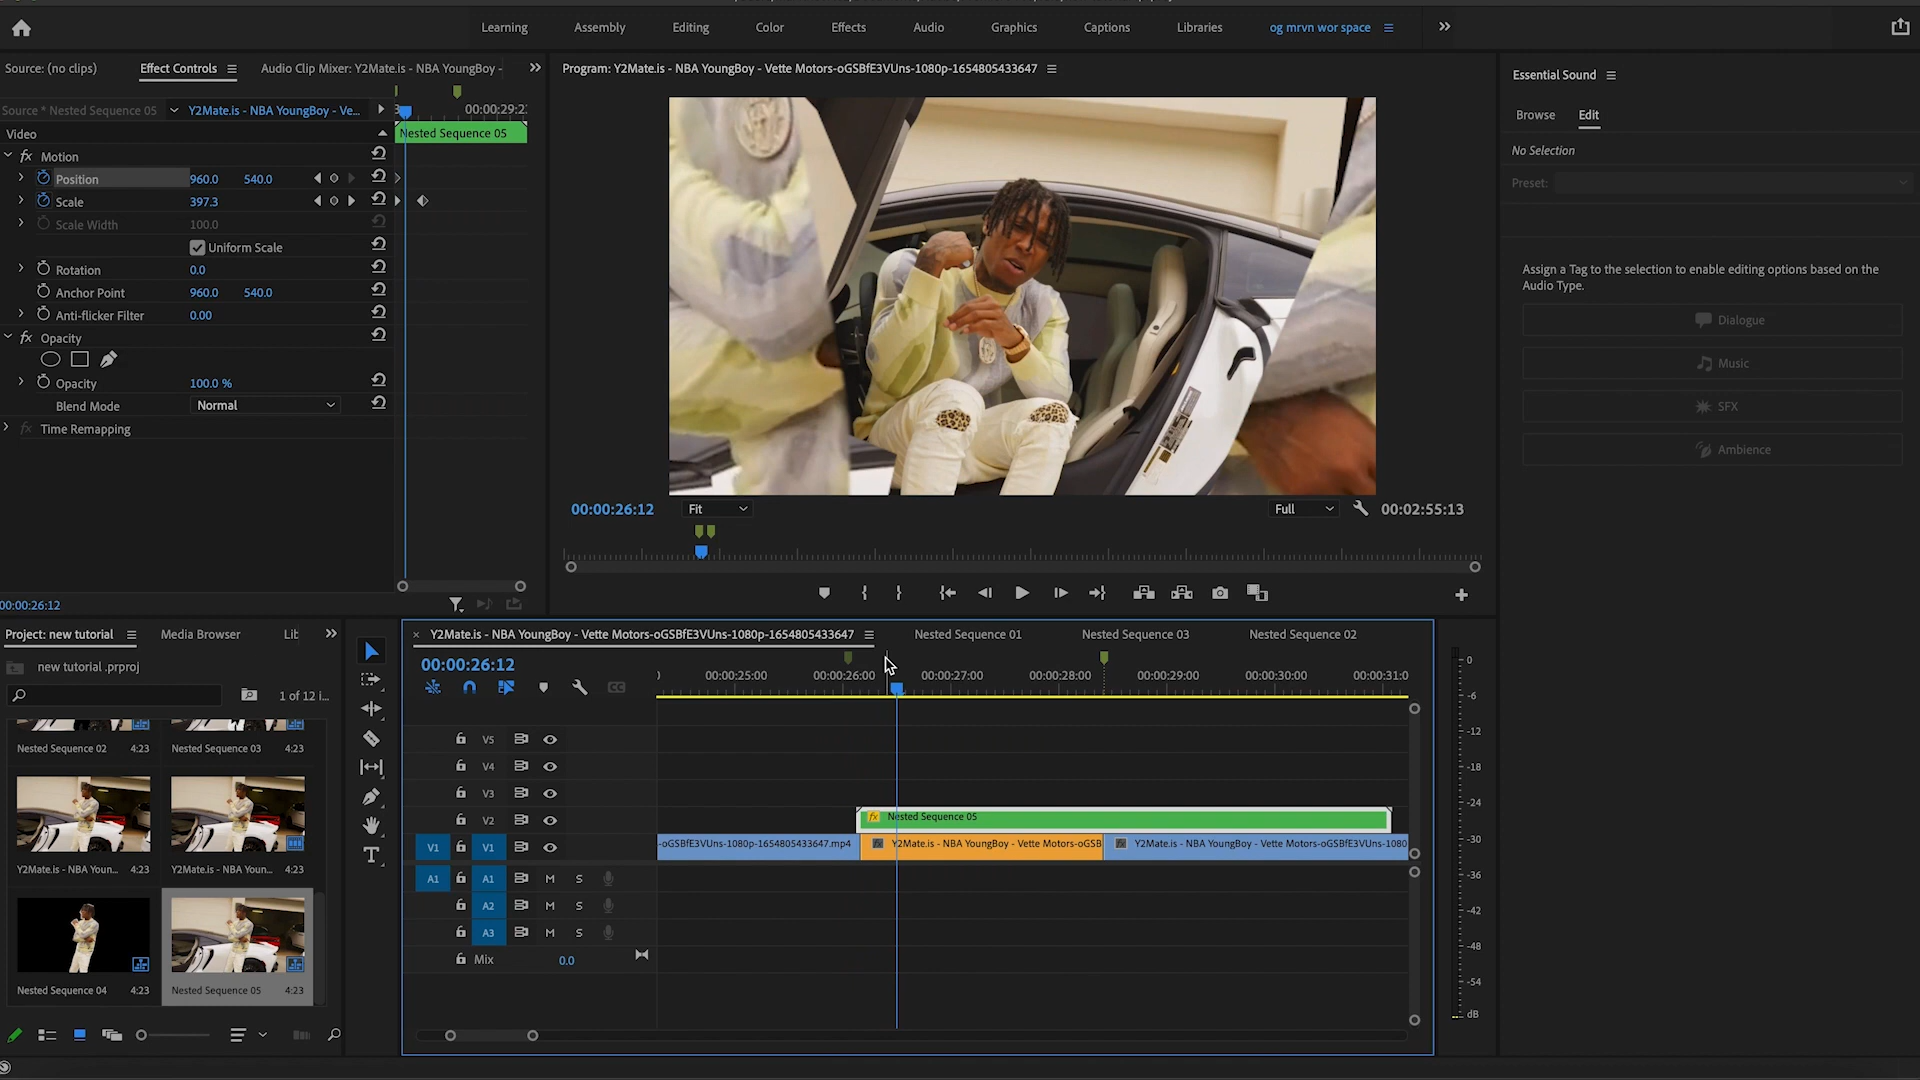 Learning Assembly Editing Color Effects Audio Graphics Captions Libraries og mrvn wor space
Source: (no clips) Effect Controls Audio Clip Mixer: Y2Mate.is - NBA YoungBoy -
Source * Nested Sequence 05 Y2Mate.is - NBA YoungBoy - Ve...
00:00:29:2
Video
Nested Sequence 05
fx Motion
Position 960.0 540.0
Scale 397.3
Scale Width 100.0
Uniform Scale
Rotation 0.0
Anchor Point 960.0 540.0
Anti-flicker Filter 0.00
fx Opacity
Opacity 100.0 %
Blend Mode Normal
fx Time Remapping
00:00:26:12
Program: Y2Mate.is - NBA YoungBoy - Vette Motors-oGSBfE3VUns-1080p-1654805433647
00:00:26:12 Fit Full 00:02:55:13
Essential Sound
Browse Edit
No Selection
Preset:
Assign a Tag to the selection to enable editing options based on the
Audio Type.
Dialogue
Music
SFX
Ambience
Project: new tutorial Media Browser Lit
new tutorial .prproj
1 of 12 i...
Nested Sequence 02 4:23 Nested Sequence 03 4:23
Y2Mate.is - NBA Youn... 4:23 Y2Mate.is - NBA Youn... 4:23
Nested Sequence 04 4:23 Nested Sequence 05 4:23
Y2Mate.is - NBA YoungBoy - Vette Motors-oGSBfE3VUns-1080p-1654805433647 Nested Sequence 01 Nested Sequence 03 Nested Sequence 02
00:00:26:12
00:00:25:00 00:00:26:00 00:00:27:00 00:00:28:00 00:00:29:00 00:00:30:00 00:00:31:0
V5
V4
V3
V2 fx Nested Sequence 05
V1 V1 -oGSBfE3VUns-1080p-1654805433647.mp4 fx Y2Mate.is - NBA YoungBoy - Vette Motors-oGSB fx Y2Mate.is - NBA YoungBoy - Vette Motors-oGSBfE3VUns-1080
A1 A1 M S
A2 M S
A3 M S
Mix 0.0
0
-6
-12
-18
-24
-30
-36
-42
-48
-54
dB